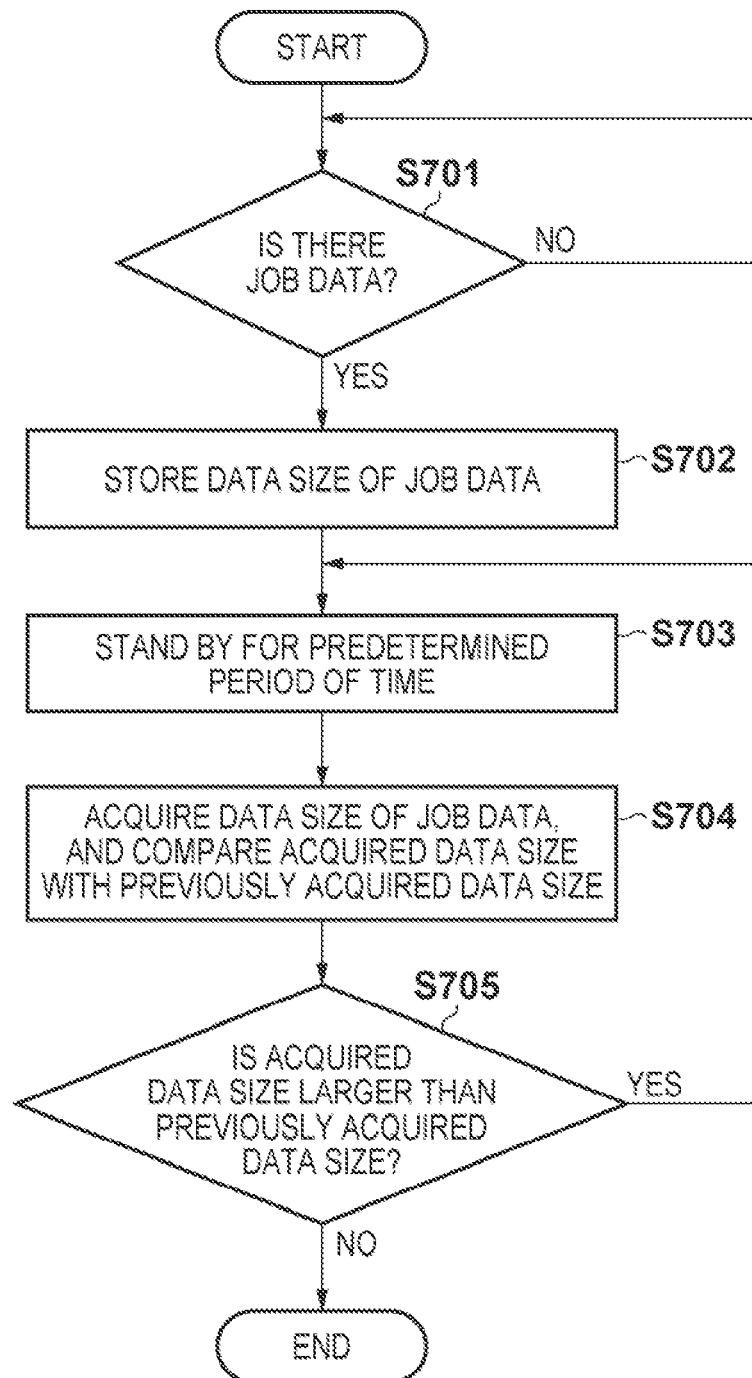 START
S701
IS THERE
JOB DATA?
NO
YES
STORE DATA SIZE OF JOB DATA
S702
STAND BY FOR PREDETERMINED
PERIOD OF TIME
S703
ACQUIRE DATA SIZE OF JOB DATA,
AND COMPARE ACQUIRED DATA SIZE
WITH PREVIOUSLY ACQUIRED DATA SIZE
S704
S705
IS ACQUIRED
DATA SIZE LARGER THAN
PREVIOUSLY ACQUIRED
DATA SIZE?
YES
NO
END